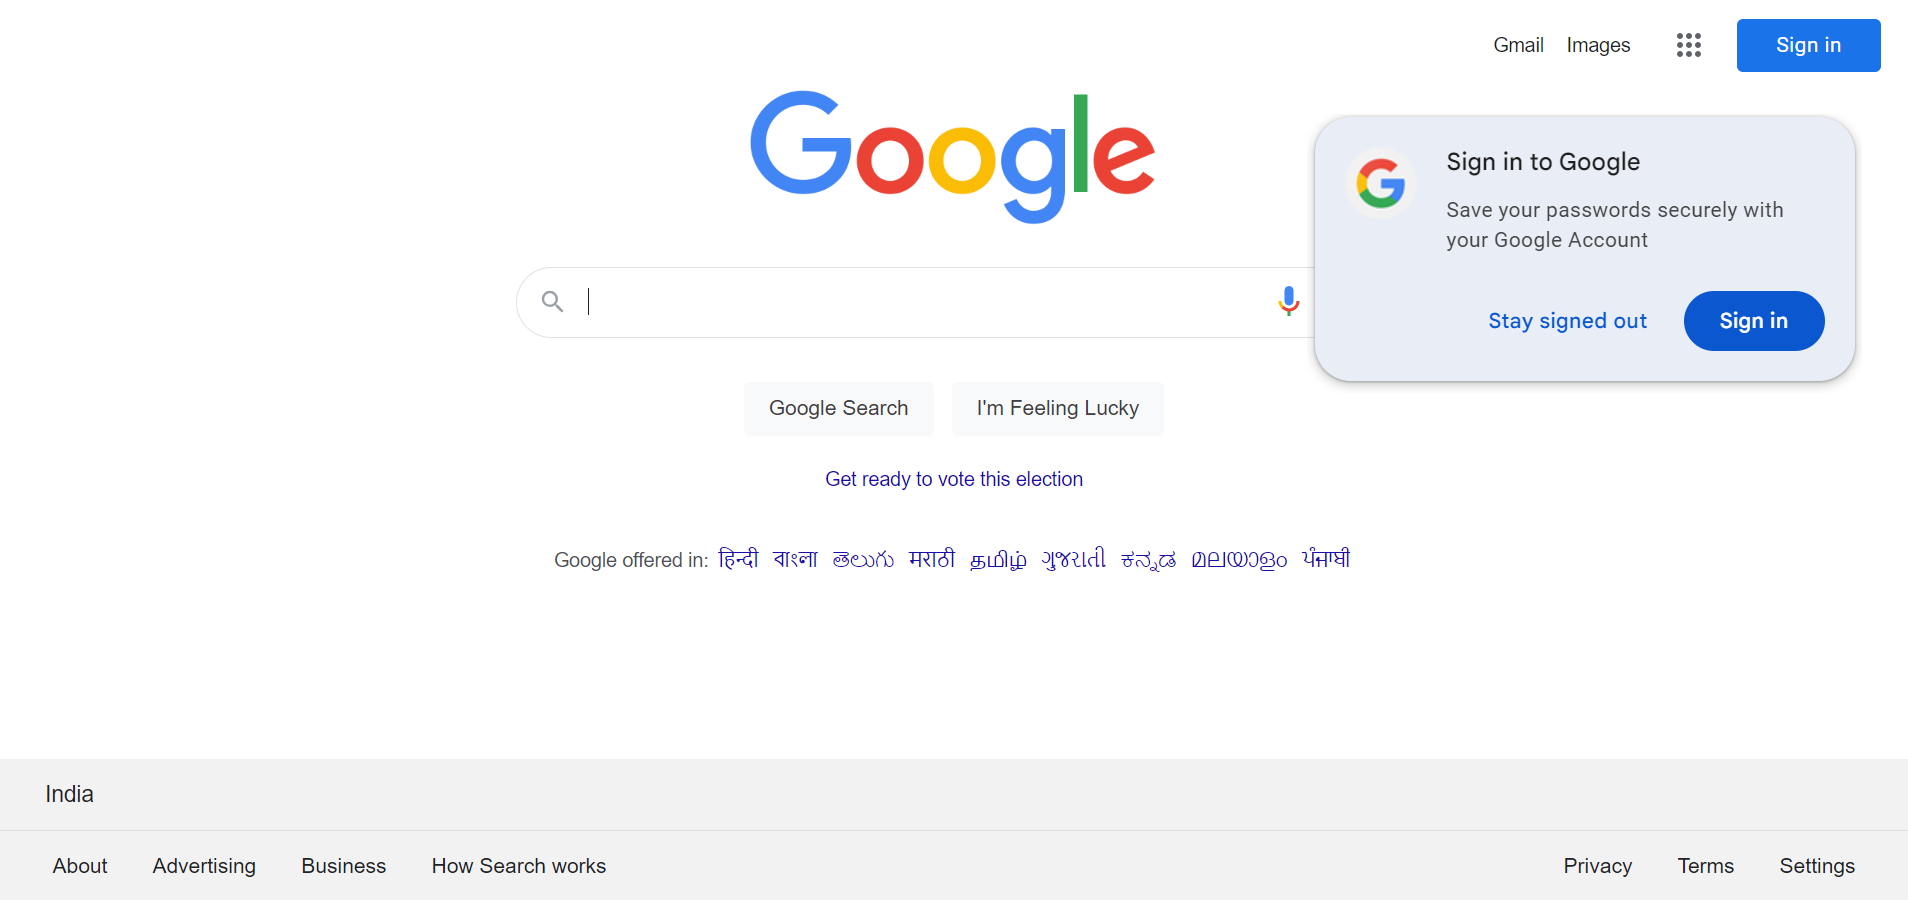 Gmail Images Sign in
Google
Sign in to Google
Save your passwords securely with
your Google Account
Stay signed out Sign in
Google Search I'm Feeling Lucky
Get ready to vote this election
Google offered in: हिन्दी বাংলা తెలుగు मराठी தமிழ் ગુજરાતી ಕನ್ನಡ മലയാളം ਪੰਜਾਬੀ
India
About Advertising Business How Search works Privacy Terms Settings